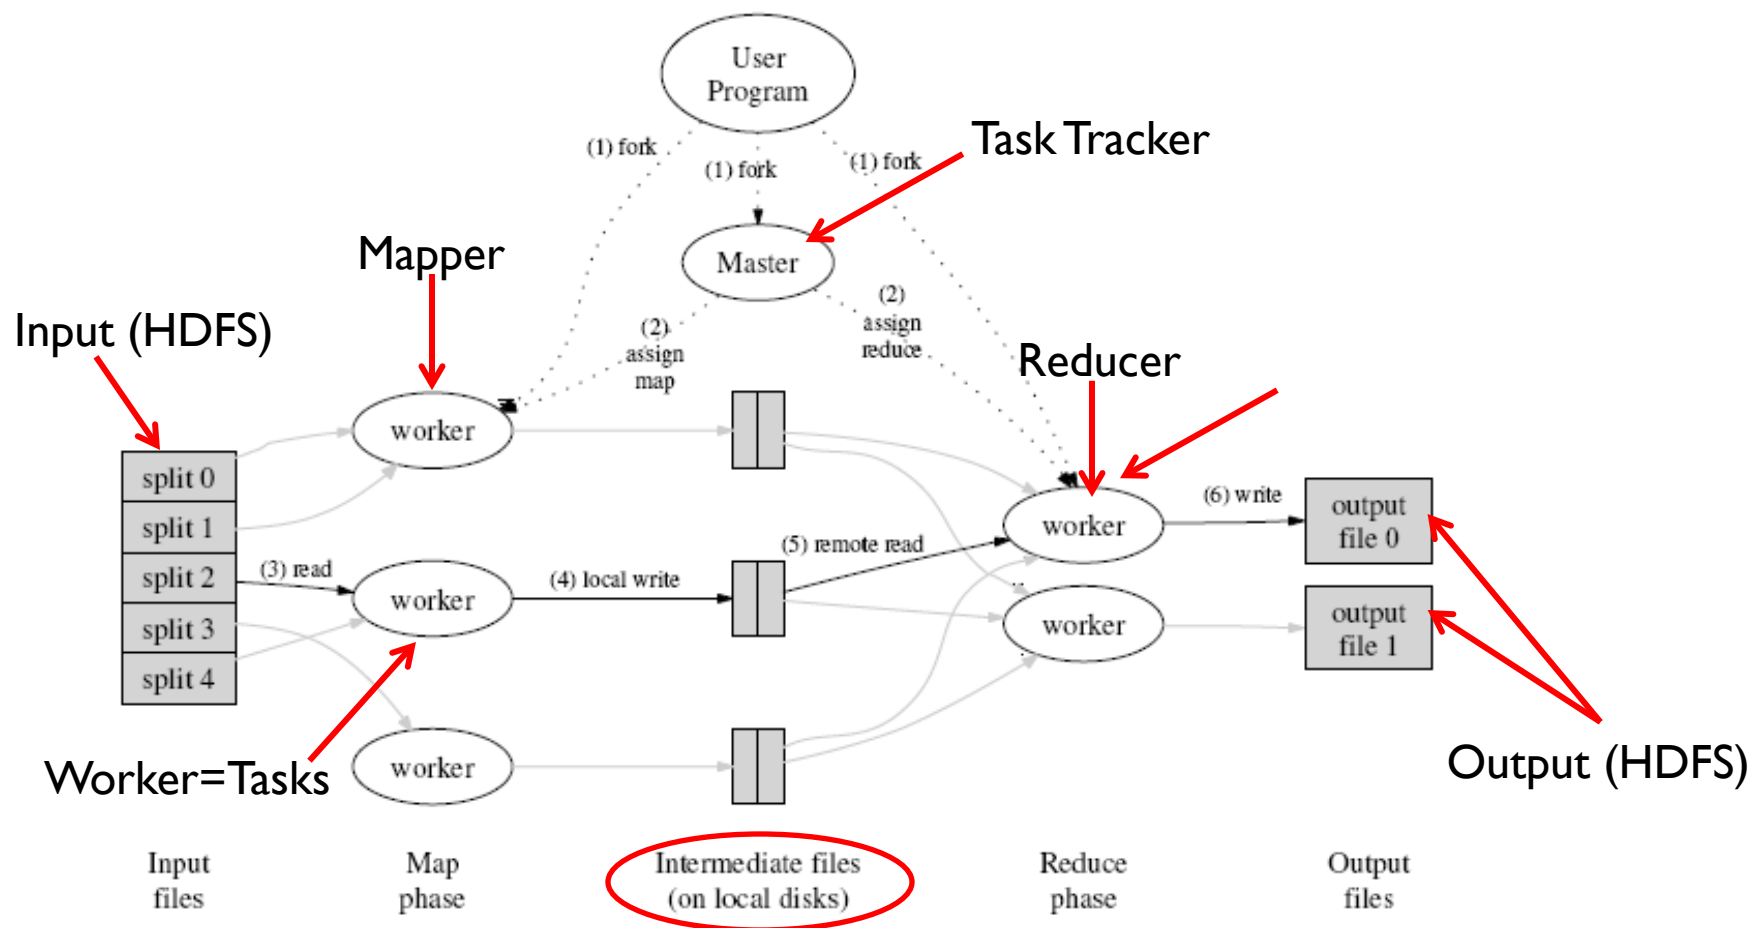 User
Program
Task Tracker
(1) fork
(1) fork
(1) fork
Mapper
Master
Input (HDFS)
(2)
assign
map
(2)
assign
reduce
Reducer
worker
split 0
split 1
split 2
split 3
split 4
(3) read
worker
(4) local write
(5) remote read
worker
(6) write
output
file 0
worker
output
file 1
Worker=Tasks
worker
Output (HDFS)
Input
files
Map
phase
Intermediate files
(on local disks)
Reduce
phase
Output
files